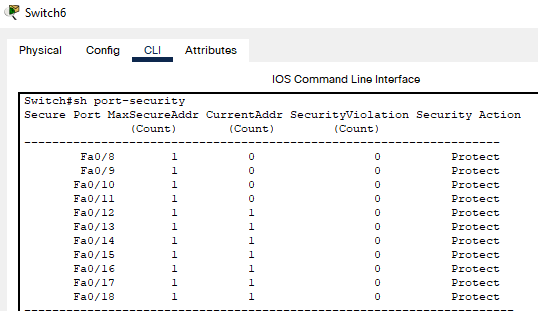 Switch6
Physical Config CLI Attributes
IOS Command Line Interface
Switch#sh port-security
Secure Port MaxSecureAddr CurrentAddr SecurityViolation Security Action
(Count) (Count) (Count)
--------------------------------------------------------------------
Fa0/8 1 0 0 Protect
Fa0/9 1 0 0 Protect
Fa0/10 1 0 0 Protect
Fa0/11 1 0 0 Protect
Fa0/12 1 1 0 Protect
Fa0/13 1 1 0 Protect
Fa0/14 1 1 0 Protect
Fa0/15 1 1 0 Protect
Fa0/16 1 1 0 Protect
Fa0/17 1 1 0 Protect
Fa0/18 1 1 0 Protect
----------------------------------------------------------------------